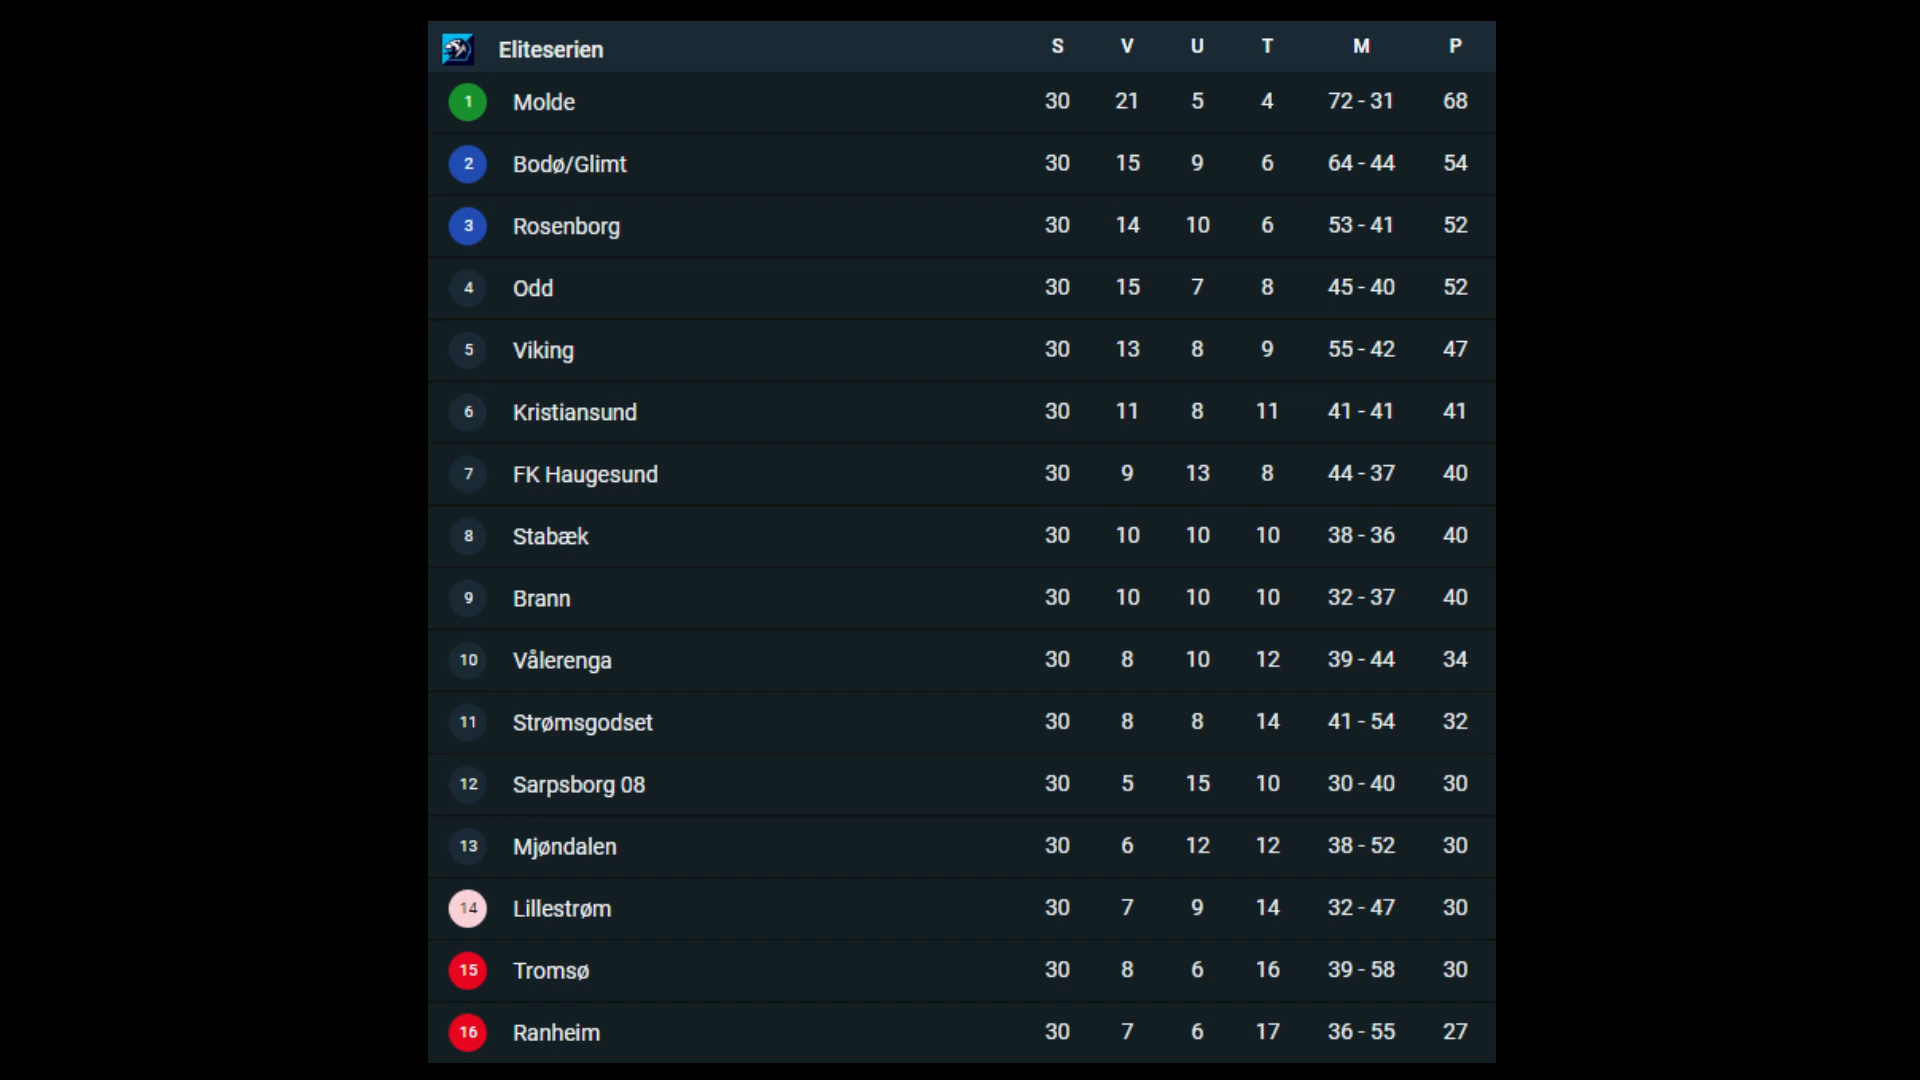 Eliteserien S V U T M P
1 Molde 30 21 5 4 72 - 31 68
2 Bodø/Glimt 30 15 9 6 64 - 44 54
3 Rosenborg 30 14 10 6 53 - 41 52
4 Odd 30 15 7 8 45 - 40 52
5 Viking 30 13 8 9 55 - 42 47
6 Kristiansund 30 11 8 11 41 - 41 41
7 FK Haugesund 30 9 13 8 44 - 37 40
8 Stabæk 30 10 10 10 38 - 36 40
9 Brann 30 10 10 10 32 - 37 40
10 Vålerenga 30 8 10 12 39 - 44 34
11 Strømsgodset 30 8 8 14 41 - 54 32
12 Sarpsborg 08 30 5 15 10 30 - 40 30
13 Mjøndalen 30 6 12 12 38 - 52 30
14 Lillestrøm 30 7 9 14 32 - 47 30
15 Tromsø 30 8 6 16 39 - 58 30
16 Ranheim 30 7 6 17 36 - 55 27